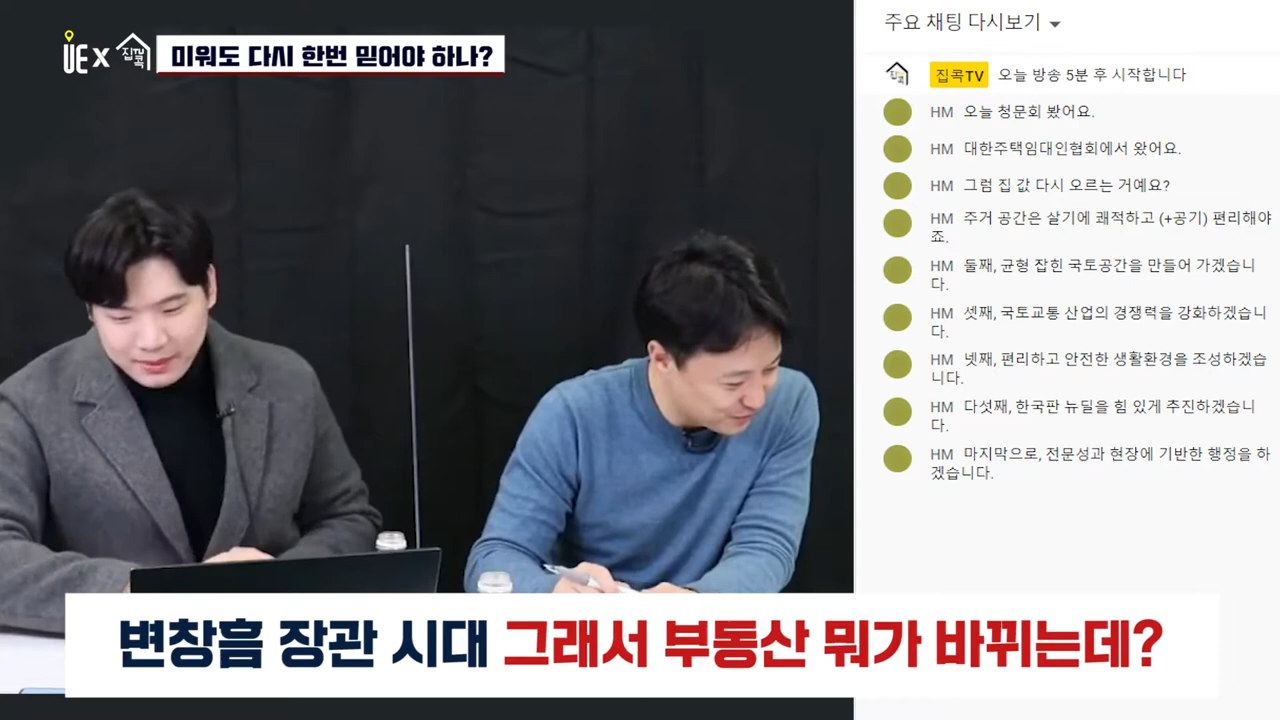 UE X 집콕 미워도 다시 한번 믿어야 하나?
주요 채팅 다시보기
집콕TV 오늘 방송 5분 후 시작합니다
HM 오늘 청문회 봤어요.
HM 대한주택임대인협회에서 왔어요.
HM 그럼 집 값 다시 오르는 거예요?
HM 주거 공간은 살기에 쾌적하고 (+공기) 편리해야
죠.
HM 둘째, 균형 잡힌 국토공간을 만들어 가겠습니
다.
HM 셋째, 국토교통 산업의 경쟁력을 강화하겠습니
다.
HM 넷째, 편리하고 안전한 생활환경을 조성하겠습
니다.
HM 다섯째, 한국판 뉴딜을 힘 있게 추진하겠습니
다.
HM 마지막으로, 전문성과 현장에 기반한 행정을 하
겠습니다.
변창흠 장관 시대 그래서 부동산 뭐가 바뀌는데?